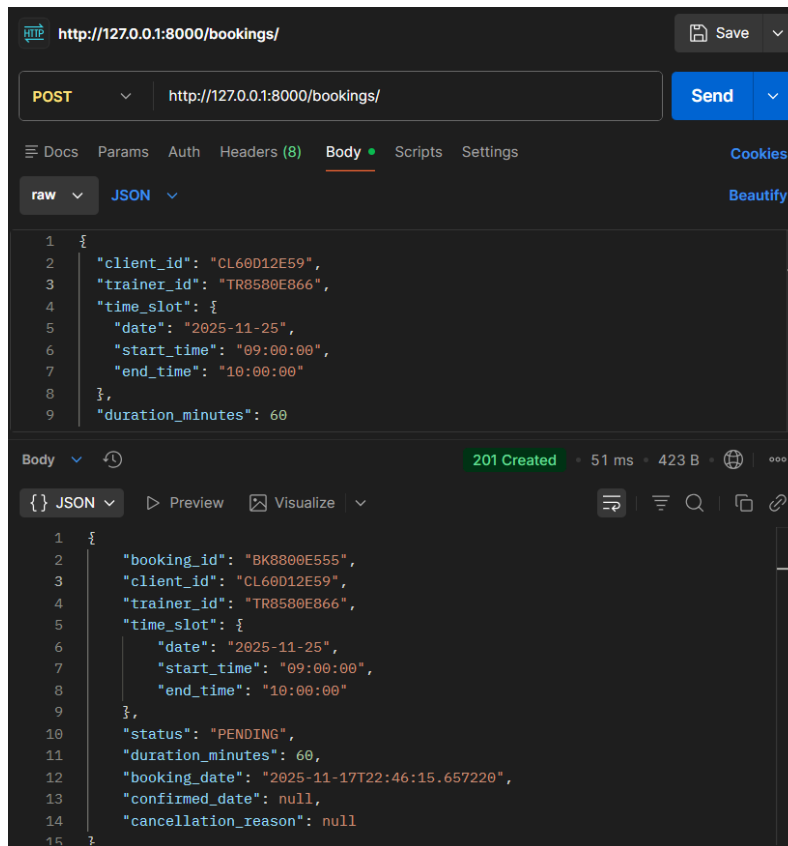 HTTP http://127.0.0.1:8000/bookings/ Save
POST http://127.0.0.1:8000/bookings/ Send
Docs Params Auth Headers (8) Body Scripts Settings Cookies
raw JSON Beautify
1 {
2 "client_id": "CL60D12E59",
3 "trainer_id": "TR8580E866",
4 "time_slot": {
5 "date": "2025-11-25",
6 "start_time": "09:00:00",
7 "end_time": "10:00:00"
8 },
9 "duration_minutes": 60
Body 201 Created • 51 ms • 423 B •
{} JSON Preview Visualize
1 {
2 "booking_id": "BK8800E555",
3 "client_id": "CL60D12E59",
4 "trainer_id": "TR8580E866",
5 "time_slot": {
6 "date": "2025-11-25",
7 "start_time": "09:00:00",
8 "end_time": "10:00:00"
9 },
10 "status": "PENDING",
11 "duration_minutes": 60,
12 "booking_date": "2025-11-17T22:46:15.657220",
13 "confirmed_date": null,
14 "cancellation_reason": null
15 }